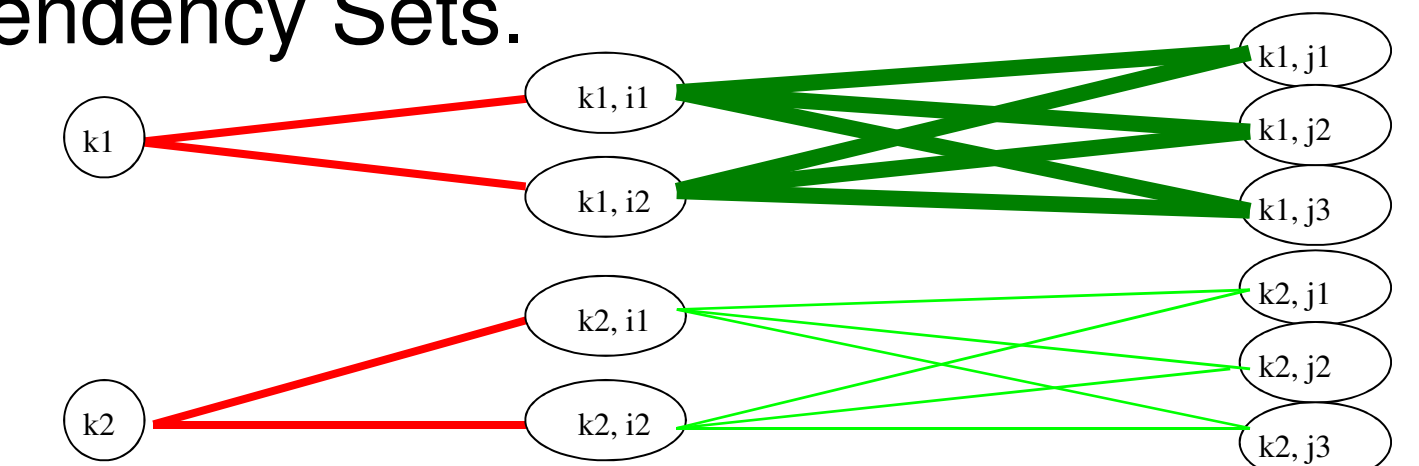 endency Sets.
k1
k1, i1
k1, i2
k1, j1
k1, j2
k1, j3
k2
k2, i1
k2, i2
k2, j1
k2, j2
k2, j3